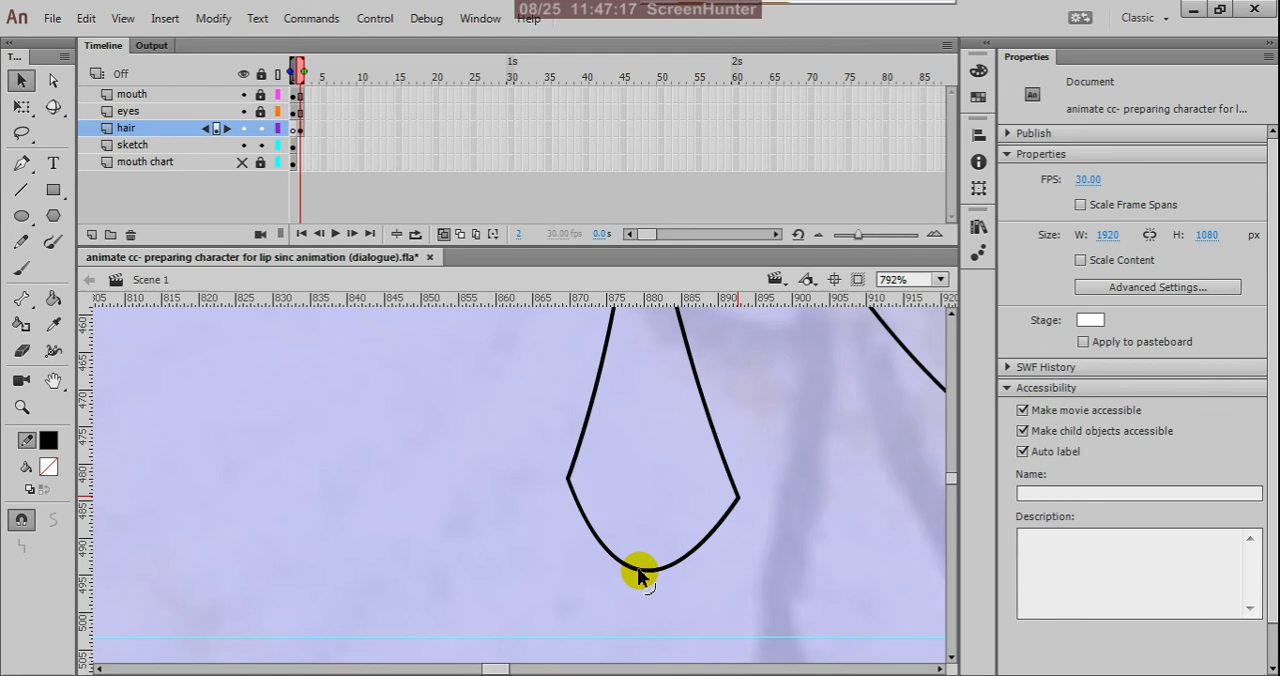 08/25 11:47:17 ScreenHunter
An File Edit View Insert Modify Text Commands Control Debug Window Help Classic
Timeline Output
T...
Properties
Off
1s 2s
5 10 15 20 25 30 35 40 45 50 55 60 65 70 75 80 85
mouth
eyes
hair
sketch
mouth chart
2 30.00 fps 0.0 s
animate cc- preparing character for lip sinc animation (dialogue).fla*
Scene 1
792%
805 810 815 820 825 830 835 840 845 850 855 860 865 870 875 880 885 890 895 900 905 910 915 920
460
465
470
475
480
485
490
495
500
505
Document
An animate cc- preparing character for l...
Publish
Properties
FPS: 30.00
Scale Frame Spans
Size: W: 1920 H: 1080 px
Scale Content
Advanced Settings...
Stage:
Apply to pasteboard
SWF History
Accessibility
Make movie accessible
Make child objects accessible
Auto label
Name:
Description: